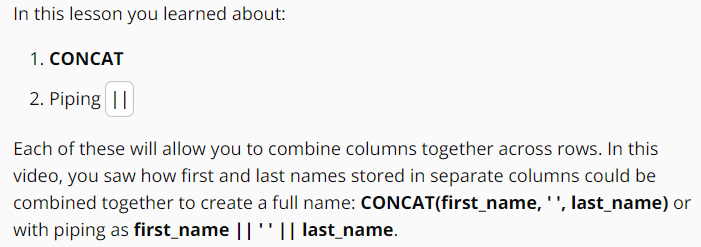 In this lesson you learned about:
1. CONCAT
2. Piping ||
Each of these will allow you to combine columns together across rows. In this
video, you saw how first and last names stored in separate columns could be
combined together to create a full name: CONCAT(first_name, ' ', last_name) or
with piping as first_name || ' ' || last_name.